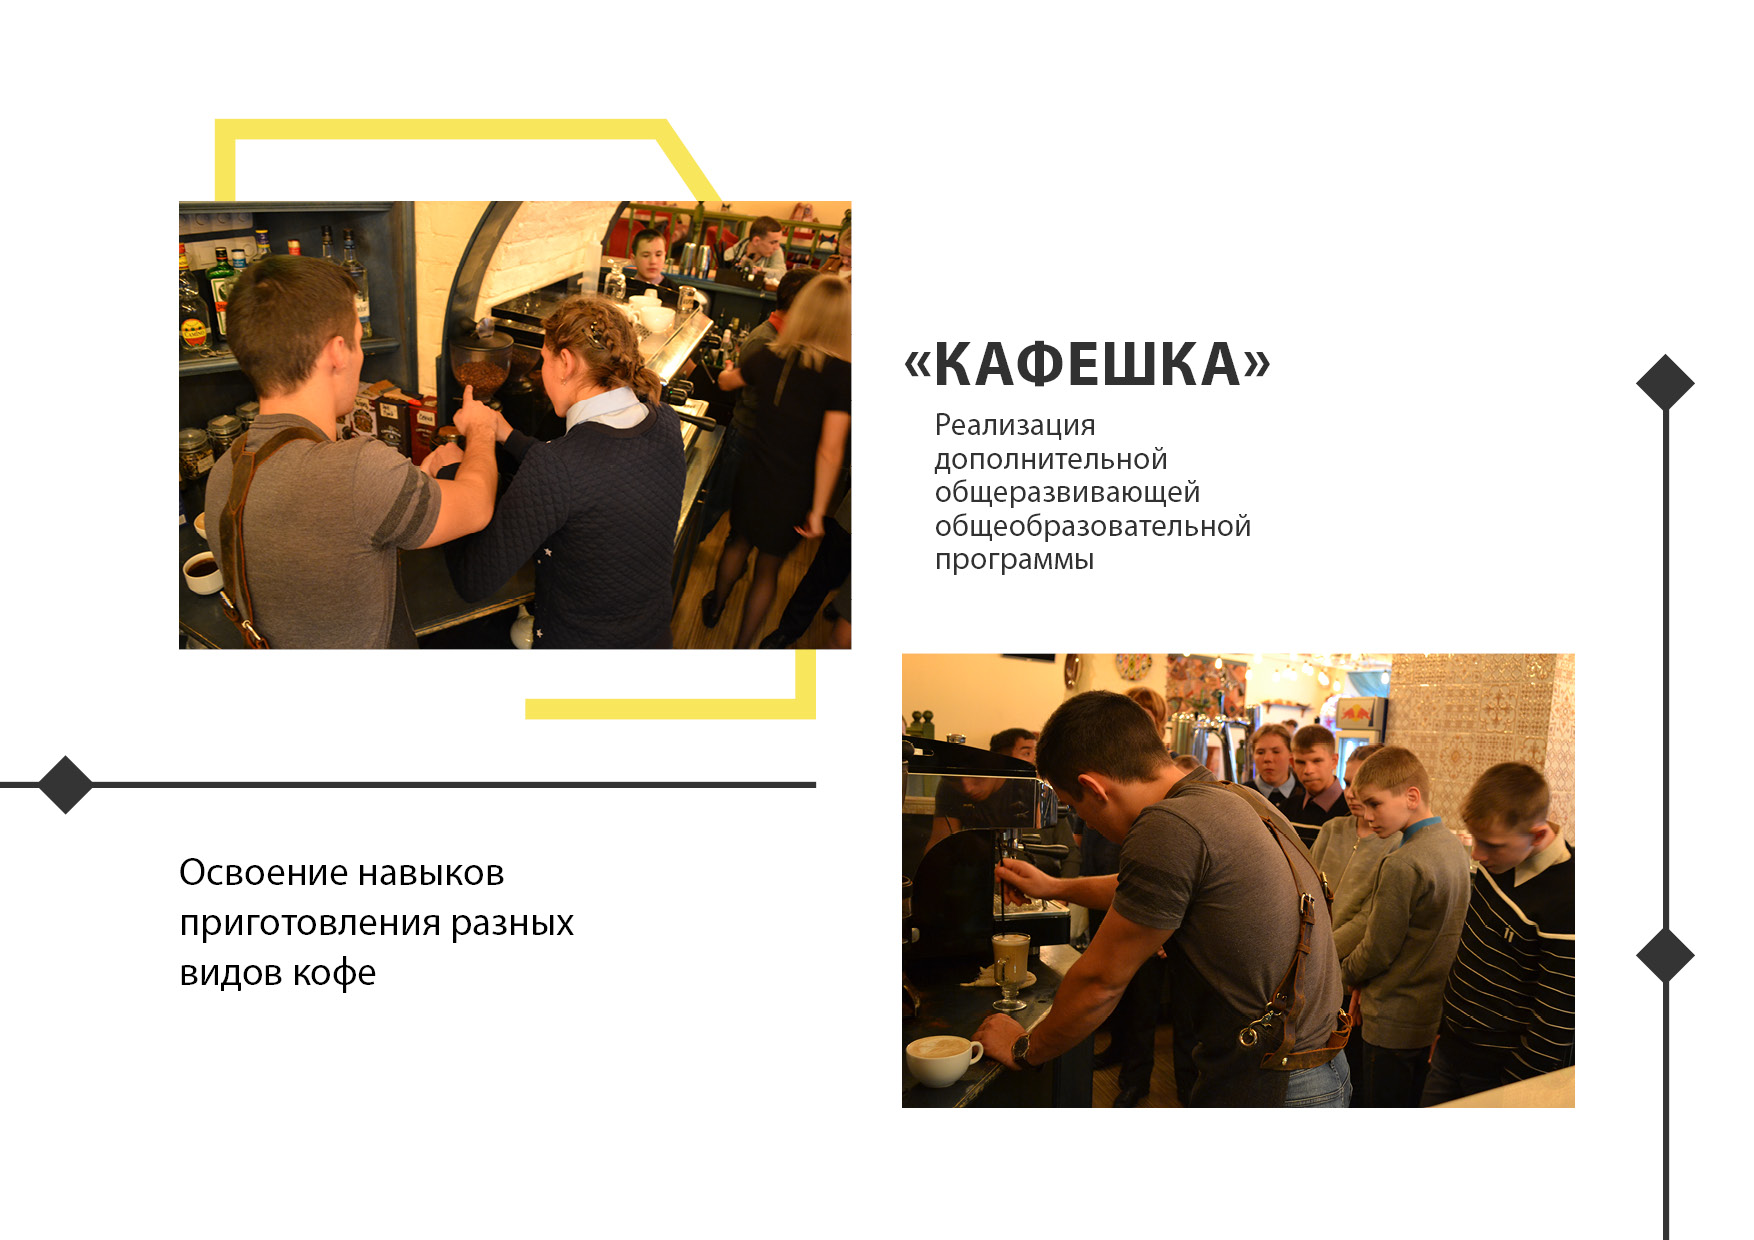 «КАФЕШКА»
Реализация
дополнительной
общеразвивающей
общеобразовательной
программы
Освоение навыков
приготовления разных
видов кофе